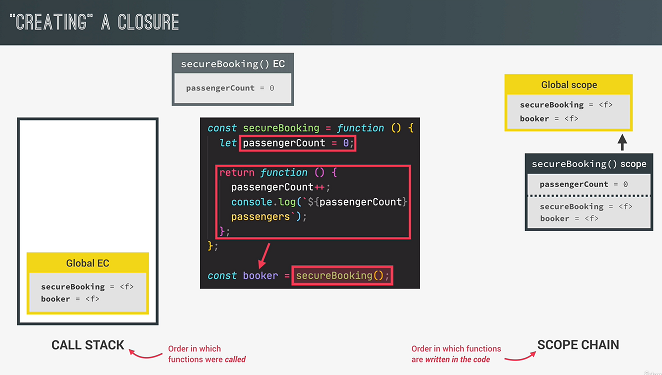 "CREATING" A CLOSURE
secureBooking() EC
passengerCount = 0
Global EC
secureBooking = <f>
booker = <f>
CALL STACK
Order in which
functions were called
const secureBooking = function () {
let passengerCount = 0;
return function () {
passengerCount++;
console.log(`${passengerCount}
passengers`);
};
};
const booker = secureBooking();
Global scope
secureBooking = <f>
booker = <f>
secureBooking() scope
passengerCount = 0
secureBooking = <f>
booker = <f>
Order in which functions
are written in the code
SCOPE CHAIN